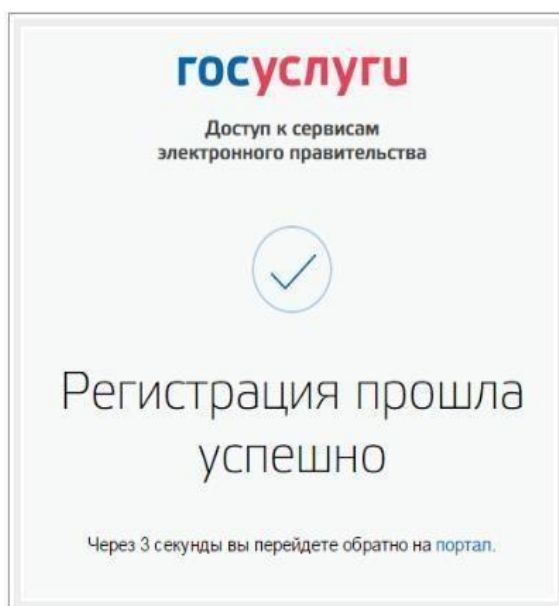 госуслуги
Доступ к сервисам
электронного правительства
Регистрация прошла
успешно
Через 3 секунды вы перейдете обратно на портал.